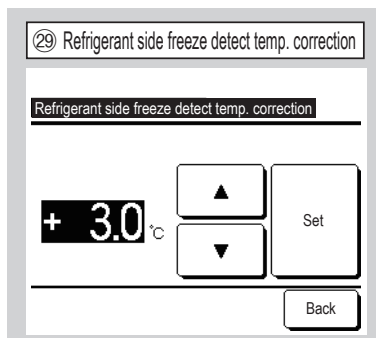 ㉙ Refrigerant side freeze detect temp. correction
Refrigerant side freeze detect temp. correction
+ 3.0 °C
▲
▼
Set
Back